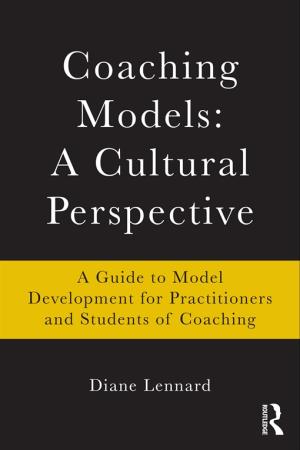 Coaching
Models:
A Cultural
Perspective
A Guide to Model
Development for Practitioners
and Students of Coaching
Diane Lennard
R
ROUTLEDGE